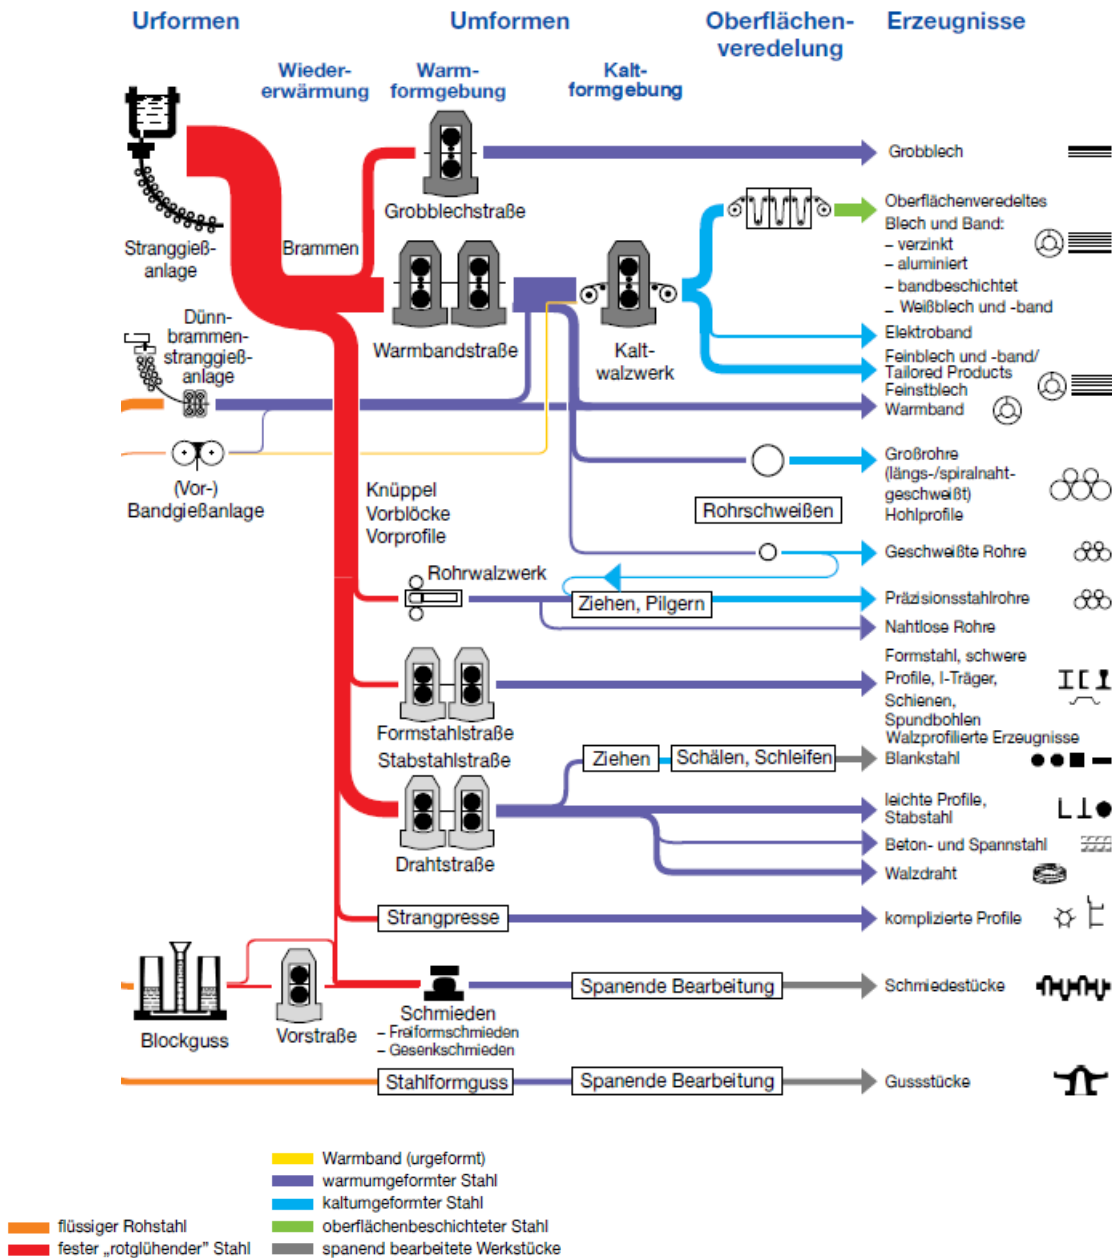 Urformen
Umformen
Oberflächen-
veredelung
Erzeugnisse
Wieder-
erwärmung
Warm-
formgebung
Kalt-
formgebung
Grobblech
Grobblechstraße
Oberflächenveredeltes
Blech und Band:
– verzinkt
– aluminiert
– bandbeschichtet
– Weißblech und -band
Stranggieß-
anlage
Brammen
Dünn-
brammen-
stranggieß-
anlage
Warmbandstraße
Kalt-
walzwerk
Elektroband
Feinblech und -band/
Tailored Products
Feinstblech
Warmband
(Vor-)
Bandgießanlage
Knüppel
Vorblöcke
Vorprofile
Großrohre
(längs-/spiralnaht-
geschweißt)
Hohlprofile
Rohrschweißen
Geschweißte Rohre
Rohrwalzwerk
Ziehen, Pilgern
Präzisionsstahlrohre
Nahtlose Rohre
Formstahl, schwere
Profile, I-Träger,
Schienen,
Spundbohlen
Walzprofilierte Erzeugnisse
Formstahlstraße
Stabstahlstraße
Ziehen
Schälen, Schleifen
Blankstahl
leichte Profile,
Stabstahl
Beton- und Spannstahl
Drahtstraße
Walzdraht
Strangpresse
komplizierte Profile
Blockguss
Vorstraße
Schmieden
– Freiformschmieden
– Gesenkschmieden
Spanende Bearbeitung
Schmiedestücke
Stahlformguss
Spanende Bearbeitung
Gussstücke
Warmband (urgeformt)
warmumgeformter Stahl
kaltumgeformter Stahl
flüssiger Rohstahl
oberflächenbeschichteter Stahl
fester „rotglühender" Stahl
spanend bearbeitete Werkstücke